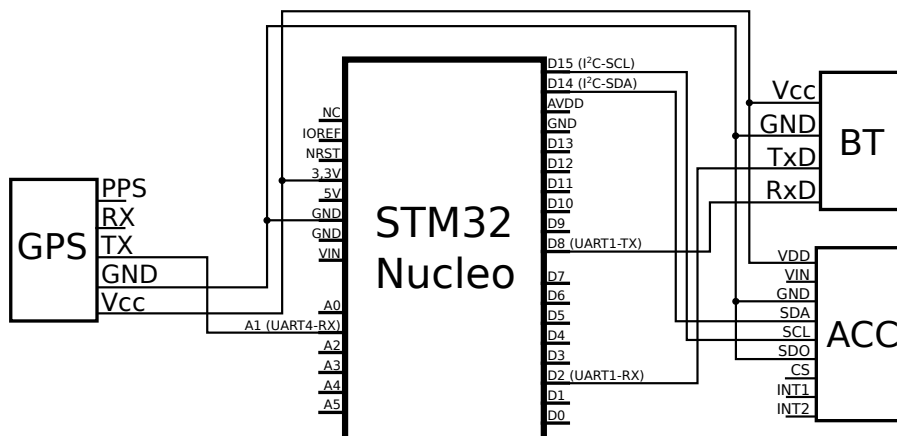 GPS
PPS
RX
TX
GND
Vcc
STM32
Nucleo
NC
IOREF
NRST
3,3V
5V
GND
GND
VIN
A0
A1 (UART4-RX)
A2
A3
A4
A5
D15 (I²C-SCL)
D14 (I²C-SDA)
AVDD
GND
D13
D12
D11
D10
D9
D8 (UART1-TX)
D7
D6
D5
D4
D3
D2 (UART1-RX)
D1
D0
Vcc
GND
TxD
RxD
BT
VDD
VIN
GND
SDA
SCL
SDO
CS
INT1
INT2
ACC